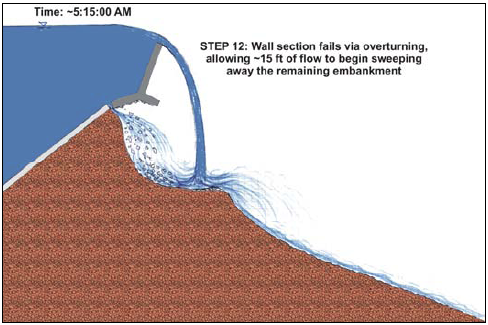 Time: ~5:15:00 AM
STEP 12: Wall section fails via overturning,
allowing ~15 ft of flow to begin sweeping
away the remaining embankment